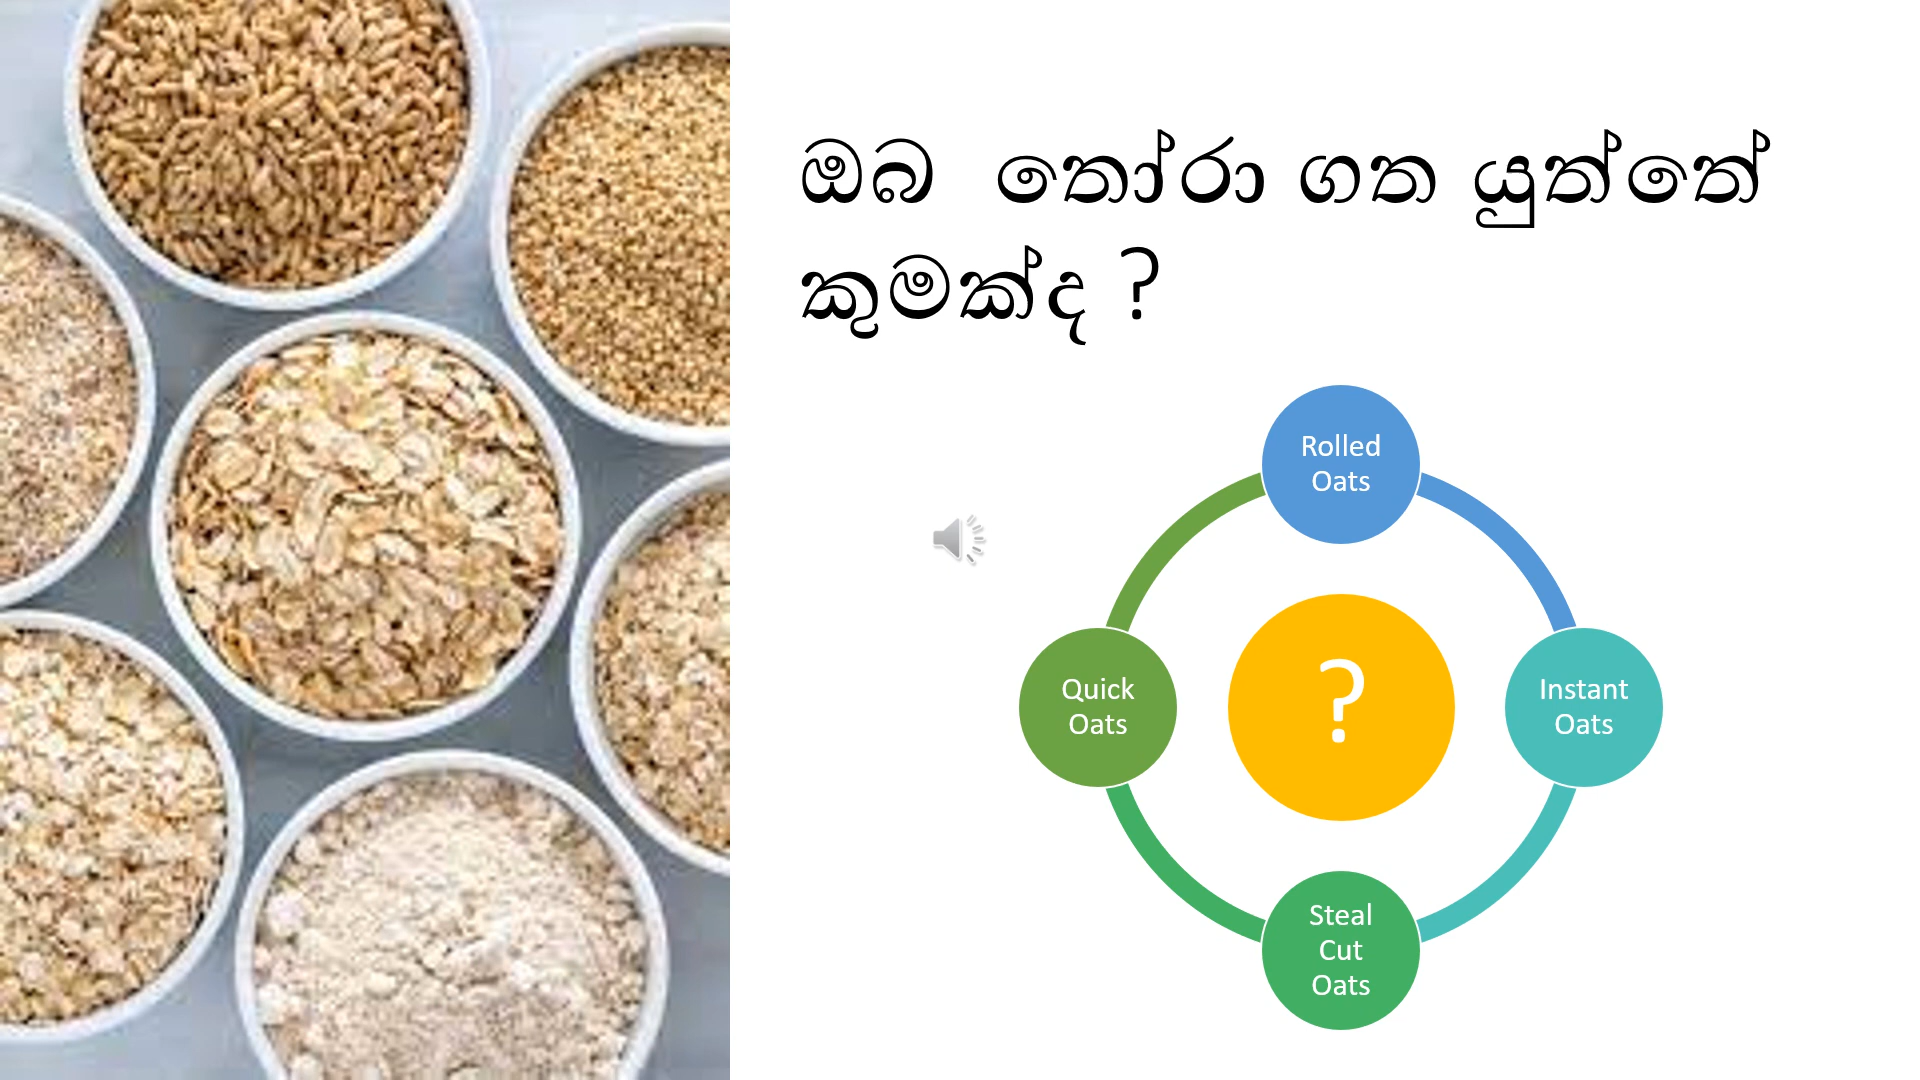 ඔබ තෝරා ගත යුත්තේ
කුමක්ද ?
Rolled
Oats
Quick
Oats
?
Instant
Oats
Steal
Cut
Oats